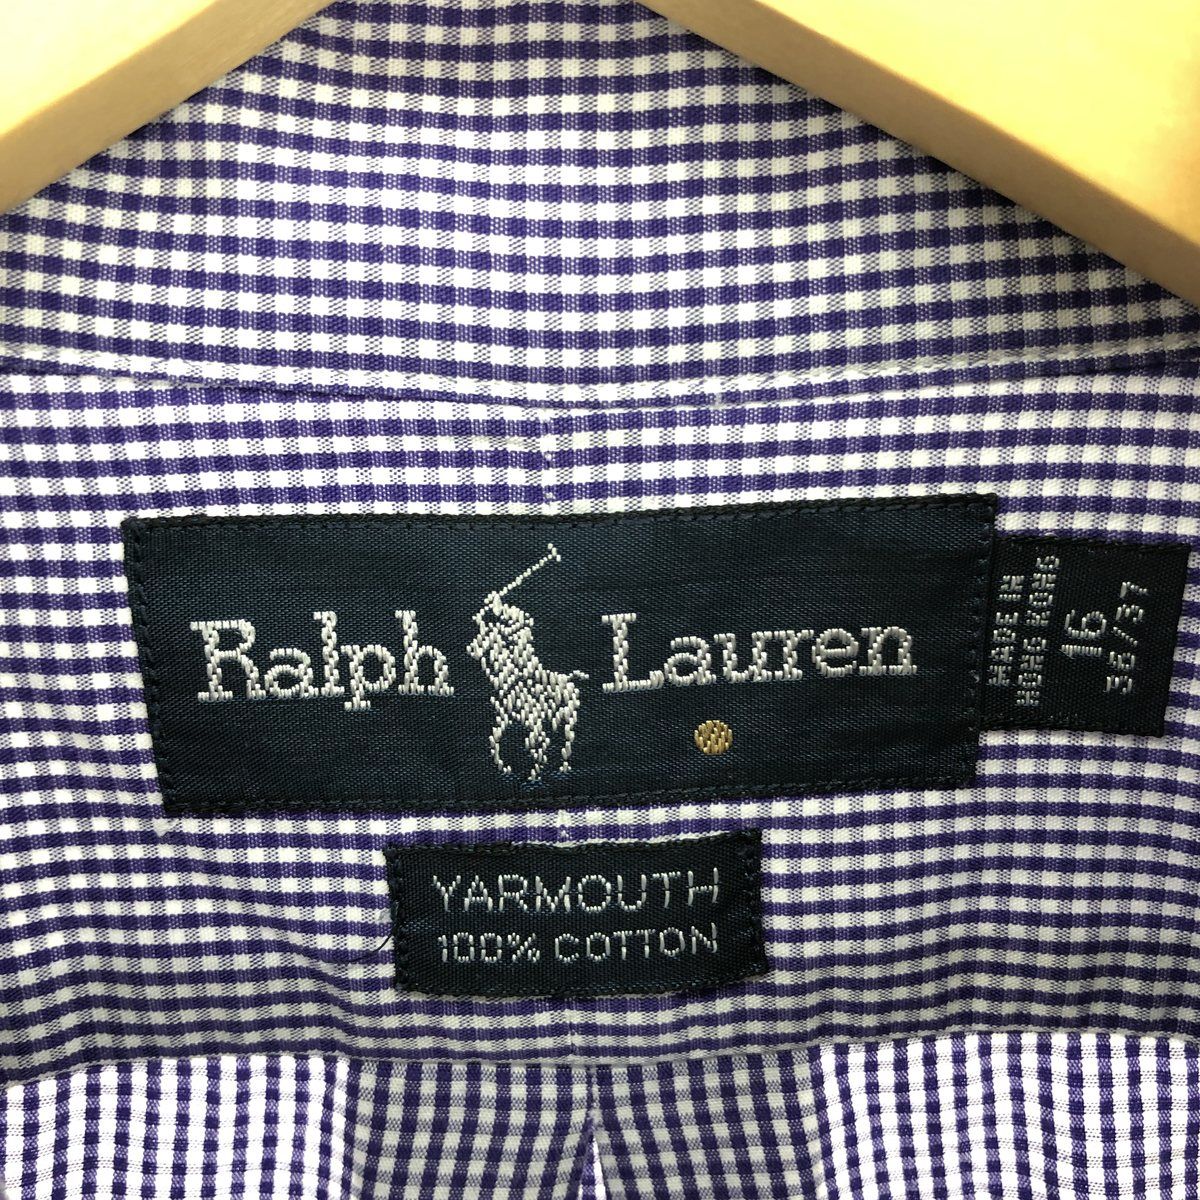 Ralph Lauren
MADE IN
HONG KONG
16
36/37
YARMOUTH
100% COTTON